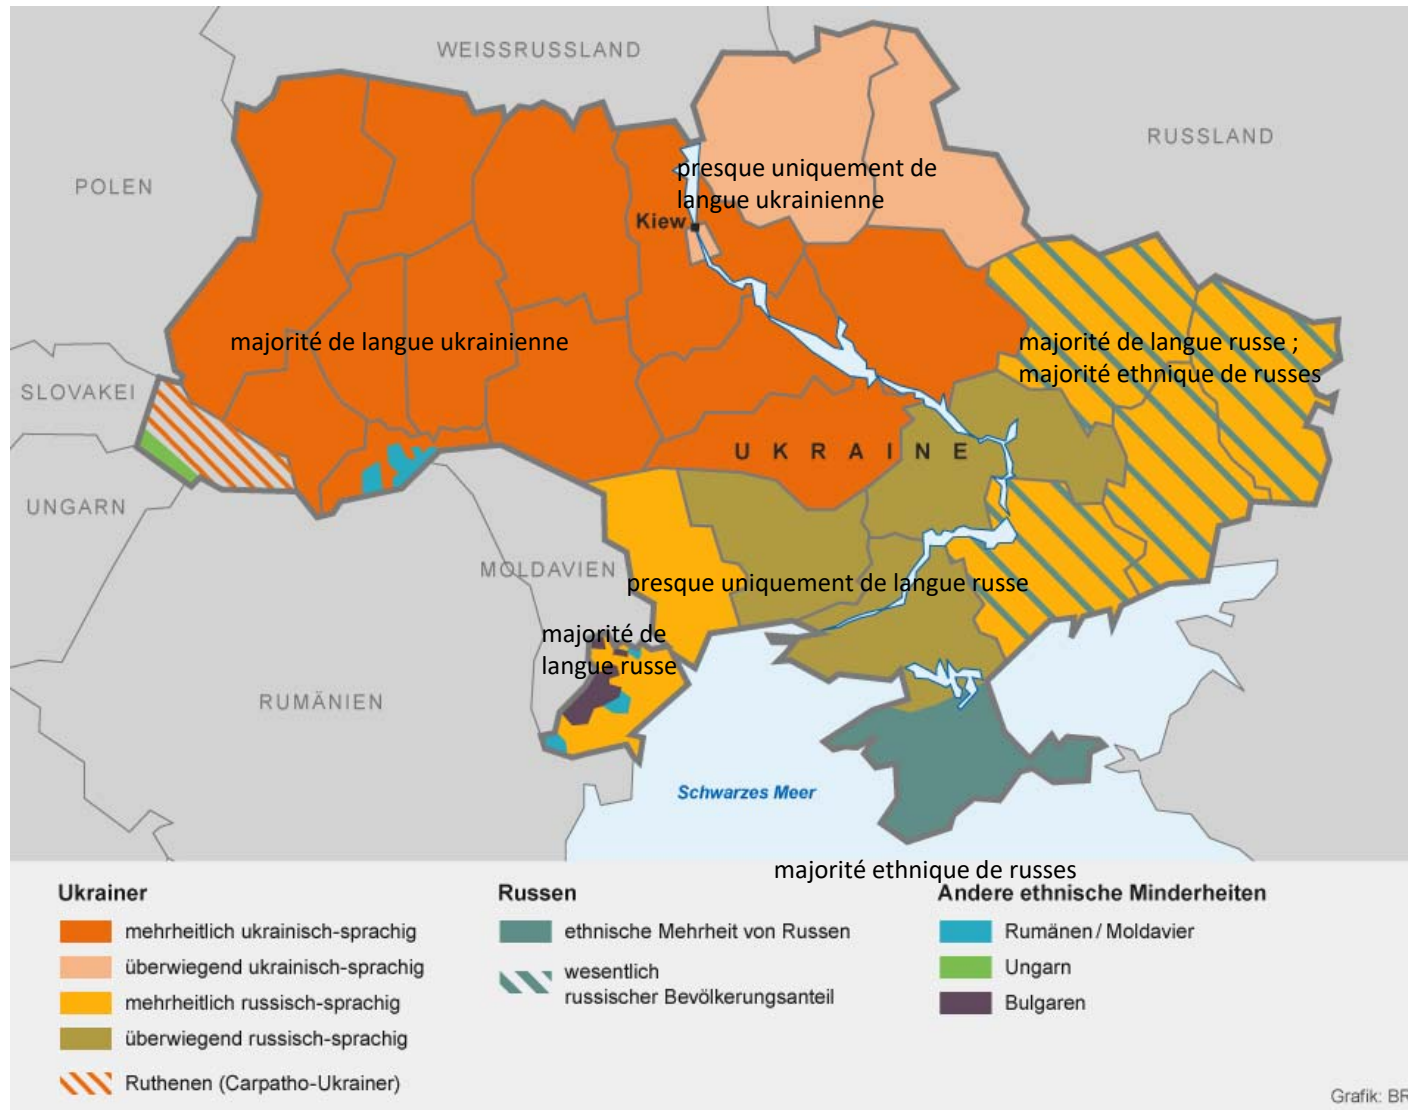 WEISSRUSSLAND
RUSSLAND
POLEN
presque uniquement de
langue ukrainienne
Kiew
majorité de langue ukrainienne
majorité de langue russe ;
majorité ethnique de russes
SLOVAKEI
UKRAINE
UNGARN
MOLDAVIEN
presque uniquement de langue russe
majorité de
langue russe
RUMÄNIEN
Schwarzes Meer
majorité ethnique de russes
Ukrainer
mehrheitlich ukrainisch-sprachig
überwiegend ukrainisch-sprachig
mehrheitlich russisch-sprachig
überwiegend russisch-sprachig
Ruthenen (Carpatho-Ukrainer)
Russen
ethnische Mehrheit von Russen
wesentlich
russischer Bevölkerungsanteil
Andere ethnische Minderheiten
Rumänen / Moldavier
Ungarn
Bulgaren
Grafik: BR